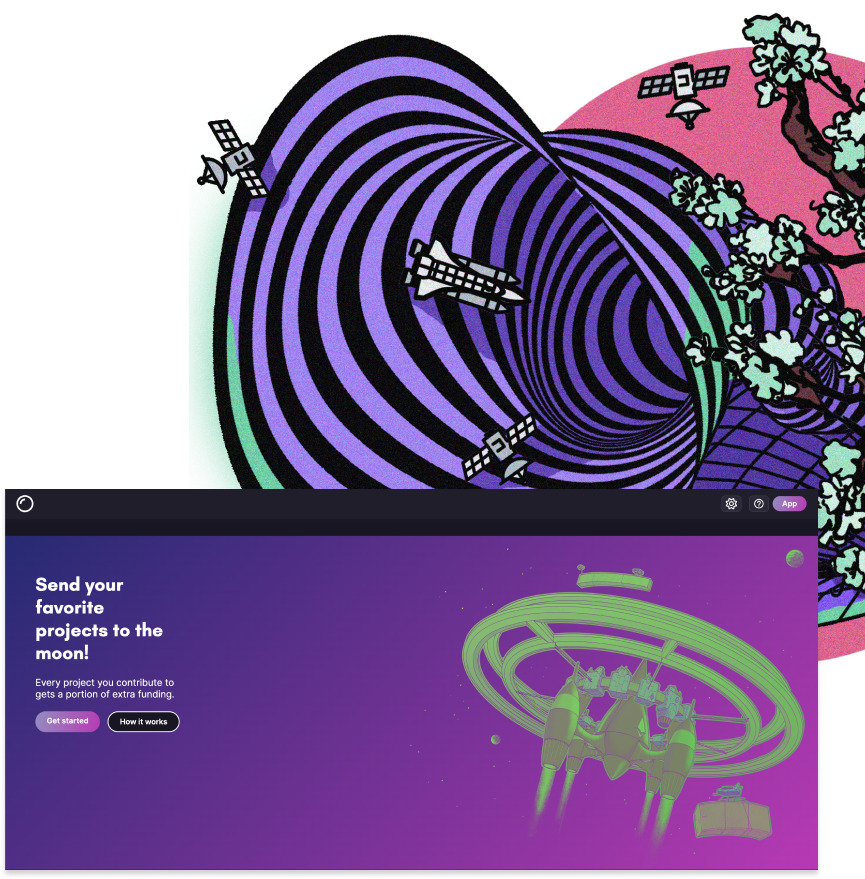 App
Send your
favorite
projects to the
moon!
Every project you contribute to
gets a portion of extra funding.
Get started
How it works